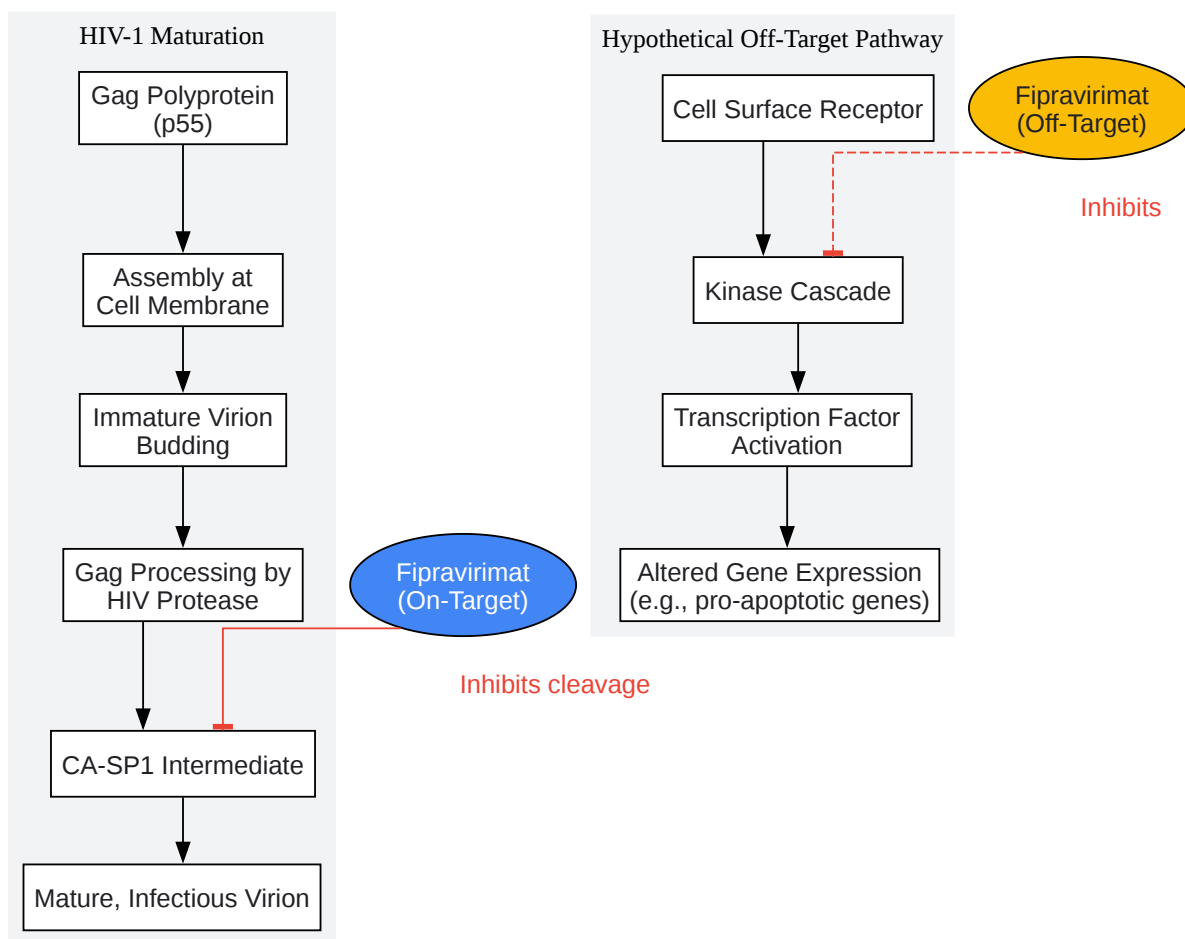 HIV-1 Maturation
Gag Polyprotein
(p55)
Assembly at
Cell Membrane
Immature Virion
Budding
Gag Processing by
HIV Protease
Fipravirimat
(On-Target)
Inhibits cleavage
CA-SP1 Intermediate
Mature, Infectious Virion
Hypothetical Off-Target Pathway
Cell Surface Receptor
Fipravirimat
(Off-Target)
Inhibits
Kinase Cascade
Transcription Factor
Activation
Altered Gene Expression
(e.g., pro-apoptotic genes)